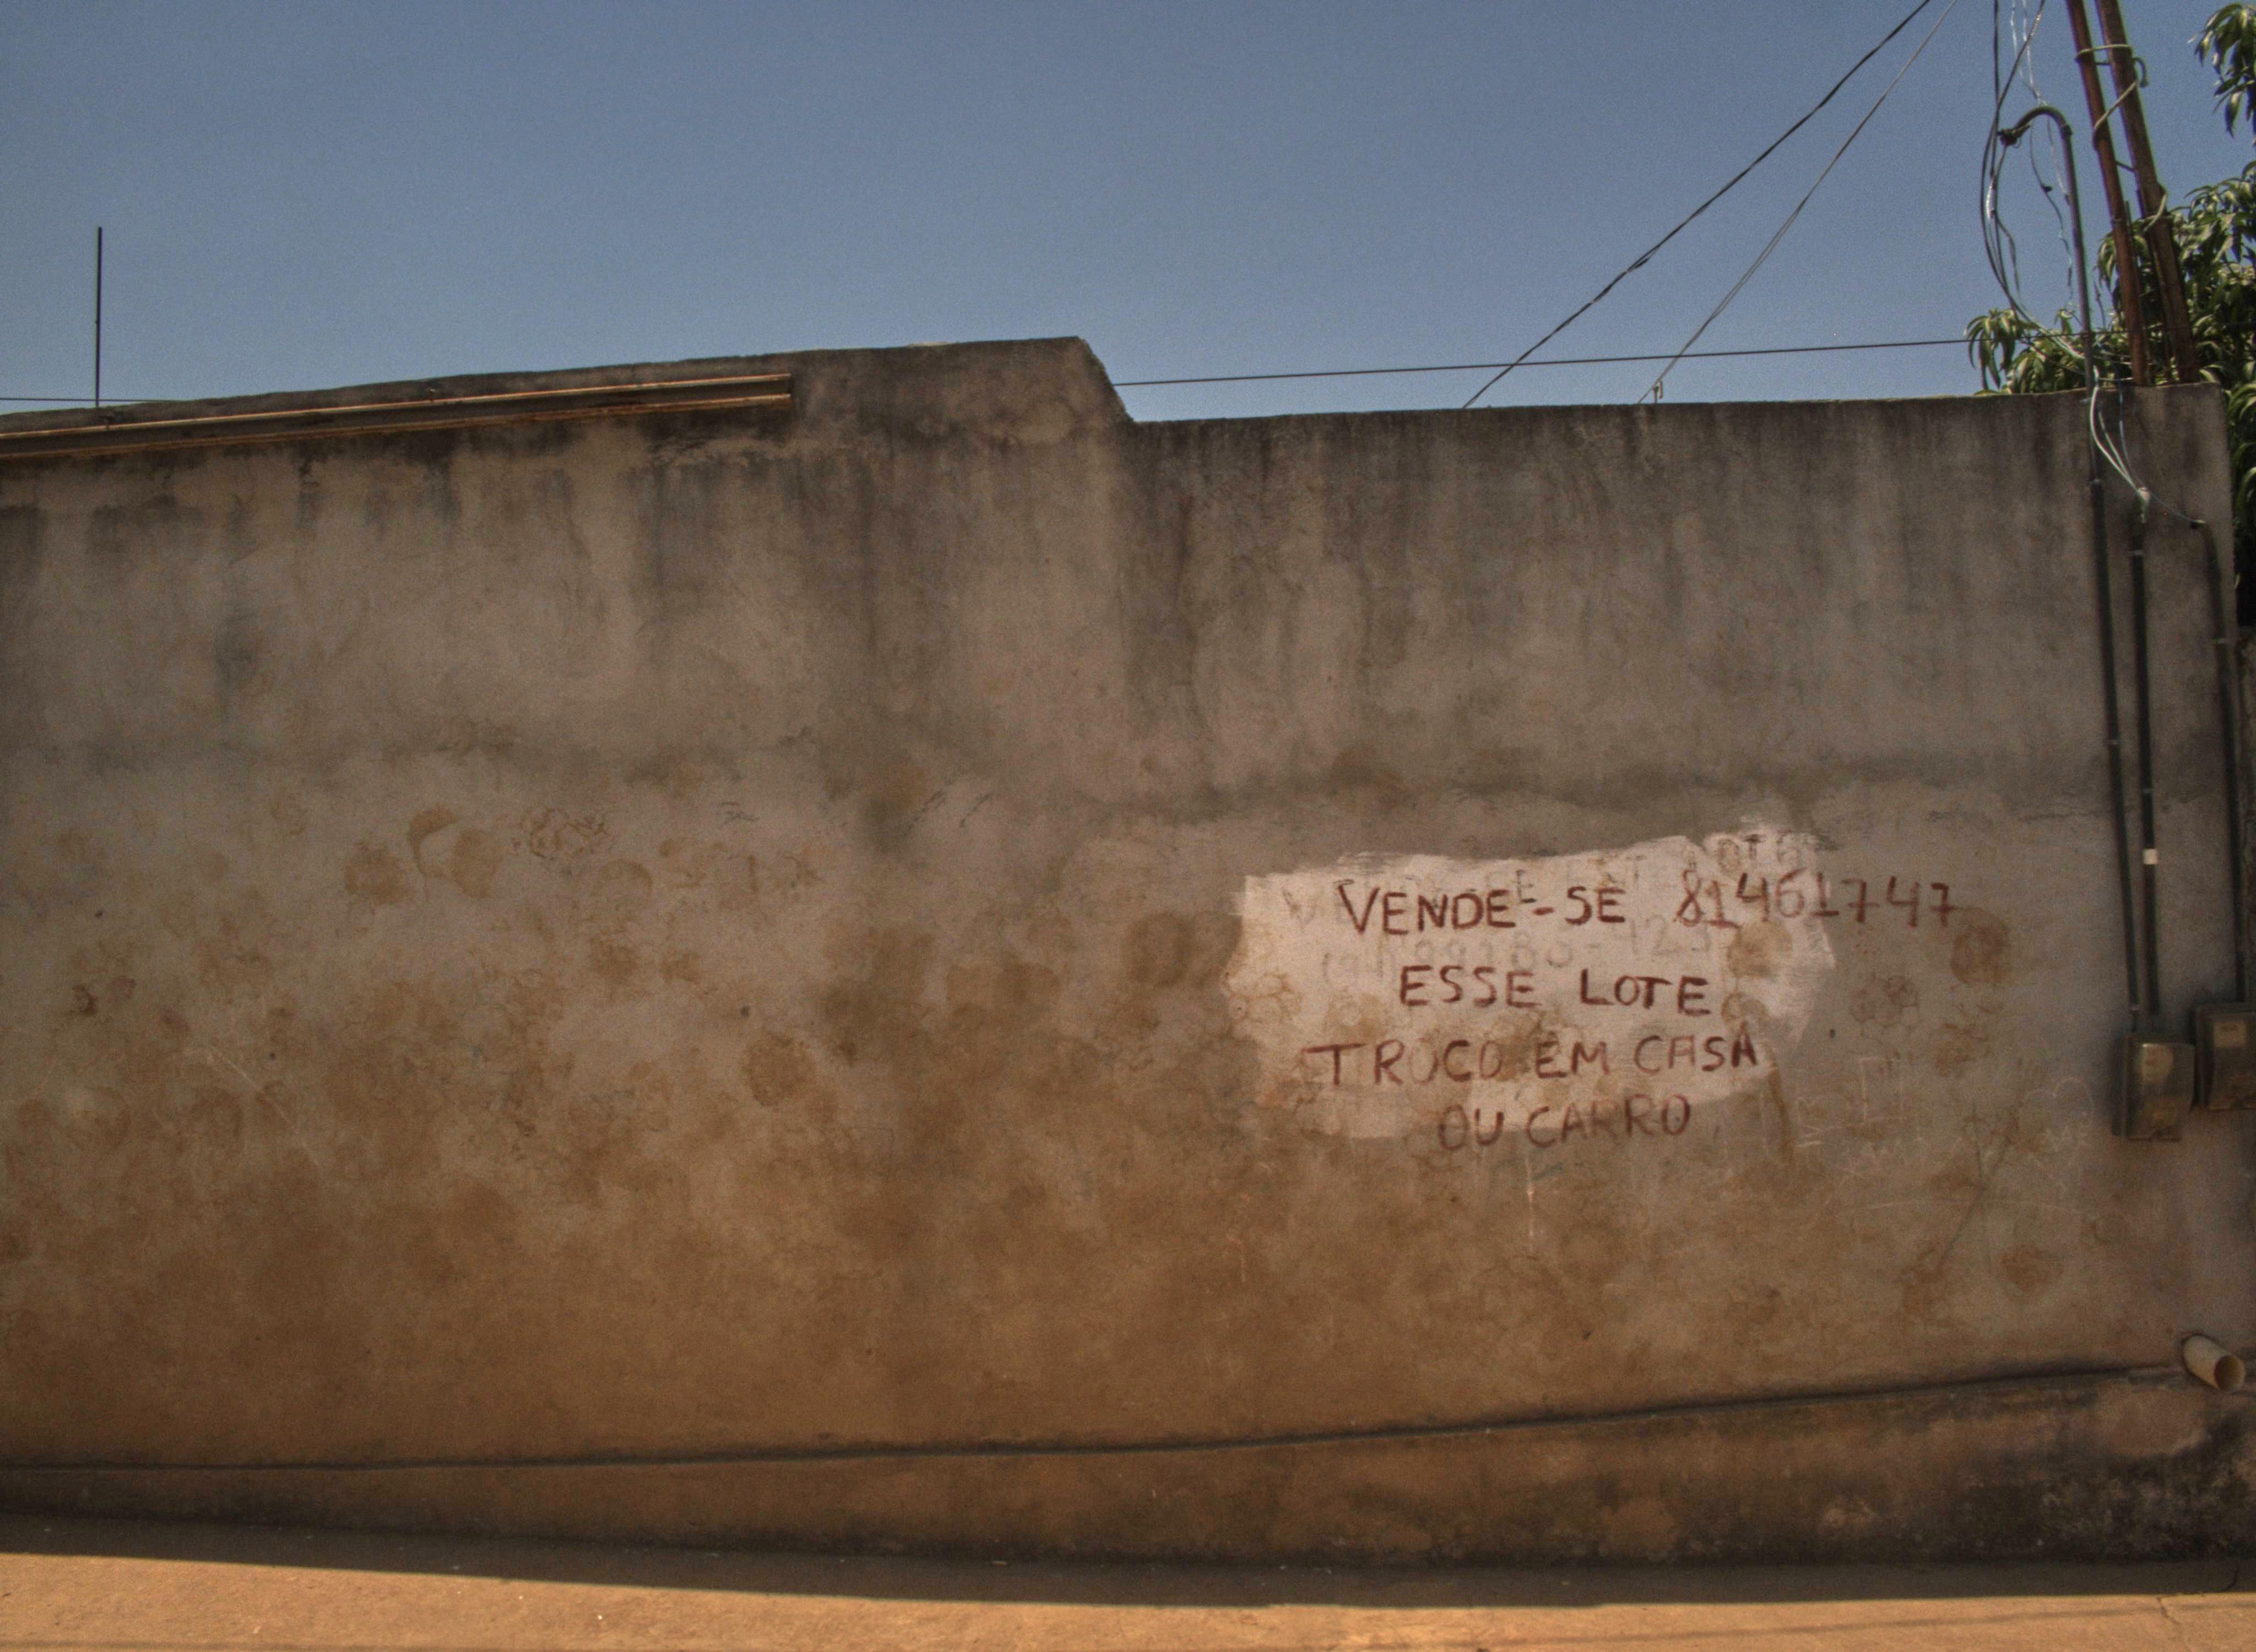 VENDE-SE 81461747
ESSE LOTE
TROCO EM CASA
OU CARRO